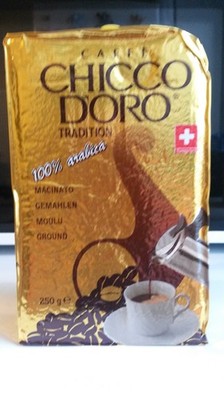 CAFFÈ
CHICCO
D'ORO
TRADITION
100% arabica
MACINATO
GEMAHLEN
MOULU
GROUND
250 g e